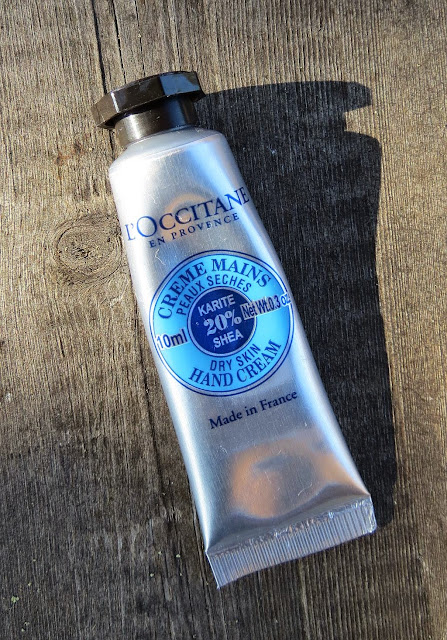 L'OCCITANE
EN PROVENCE
CREME MAINS
PEAUX SECHES
10ml
KARITE
20%
SHEA
Net Wt.0.3 oz
DRY SKIN
HAND CREAM
Made in France